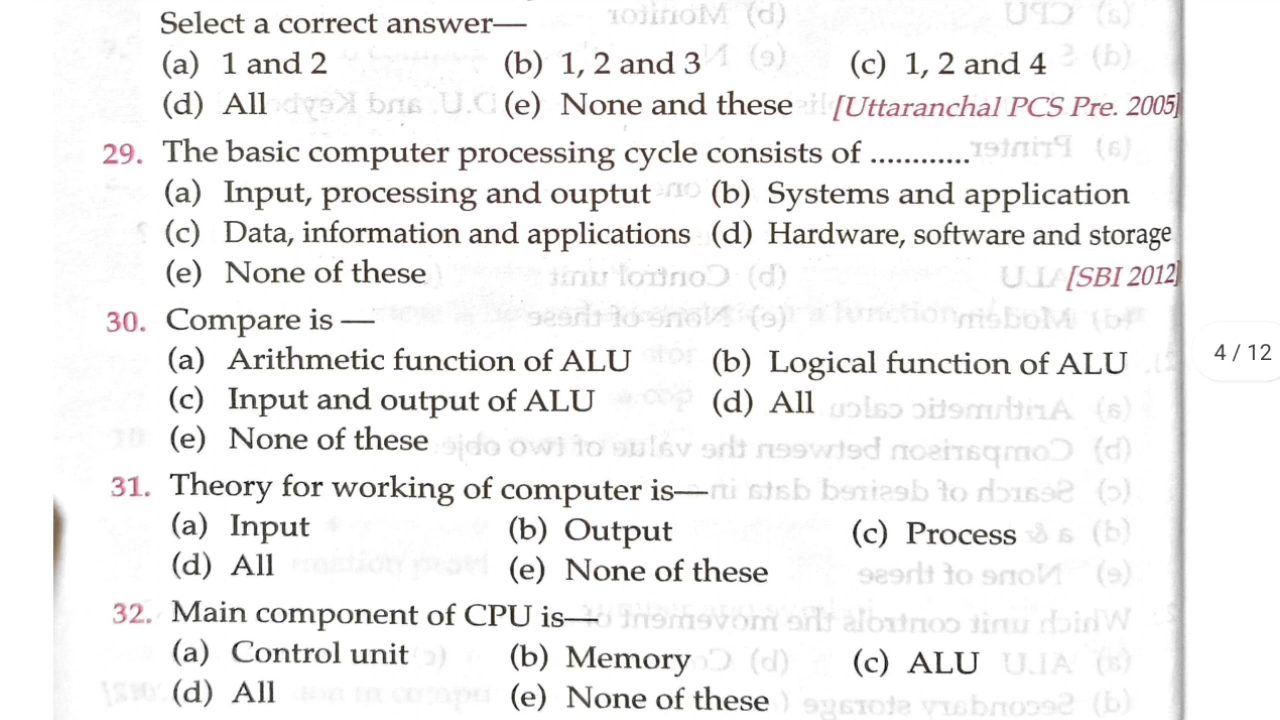 Select a correct answer—
(a) 1 and 2 (b) 1, 2 and 3 (c) 1, 2 and 4
(d) All (e) None and these [Uttaranchal PCS Pre. 2005]
29. The basic computer processing cycle consists of ............
(a) Input, processing and ouptut (b) Systems and application
(c) Data, information and applications (d) Hardware, software and storage
(e) None of these [SBI 2012]
30. Compare is —
(a) Arithmetic function of ALU (b) Logical function of ALU
(c) Input and output of ALU (d) All
(e) None of these
31. Theory for working of computer is—
(a) Input (b) Output (c) Process
(d) All (e) None of these
32. Main component of CPU is—
(a) Control unit (b) Memory (c) ALU
(d) All (e) None of these
4 / 12